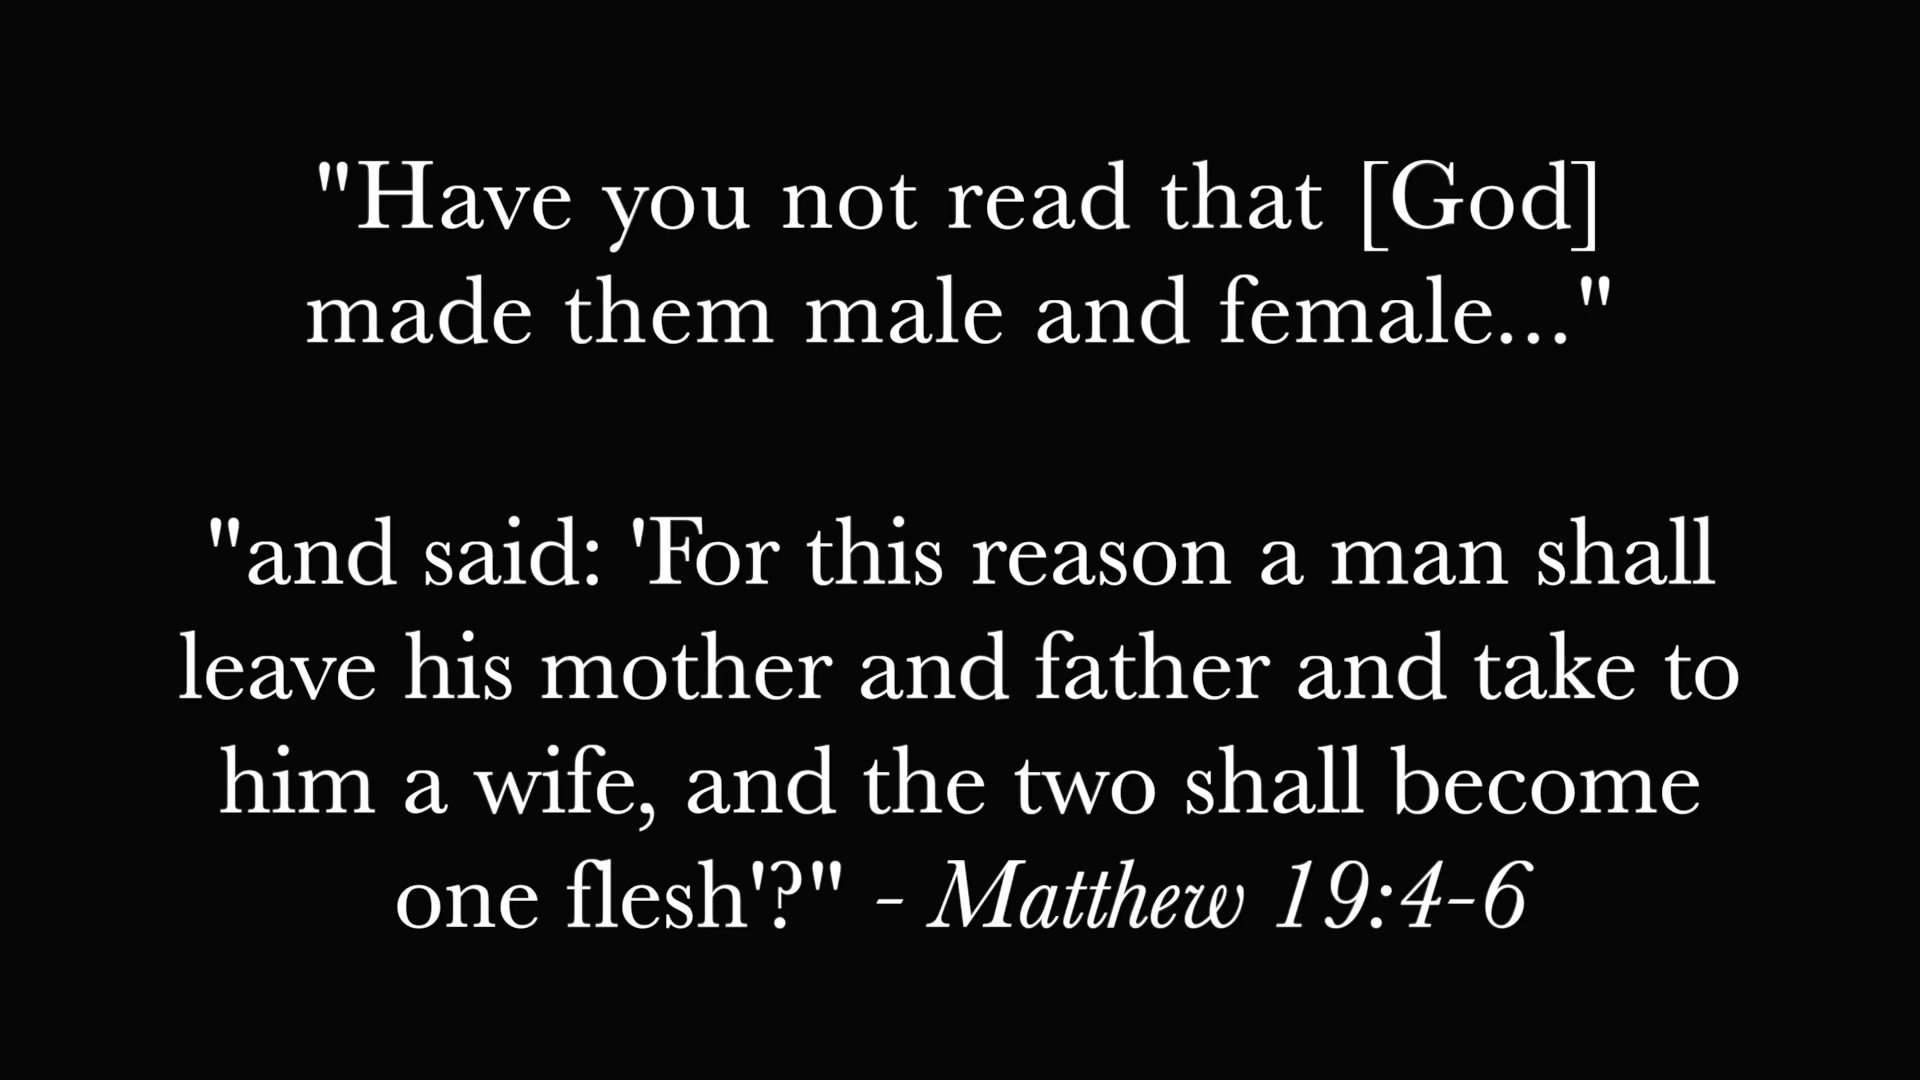 "Have you not read that [God]
made them male and female..."
"and said: 'For this reason a man shall
leave his mother and father and take to
him a wife, and the two shall become
one flesh'?" - Matthew 19:4-6